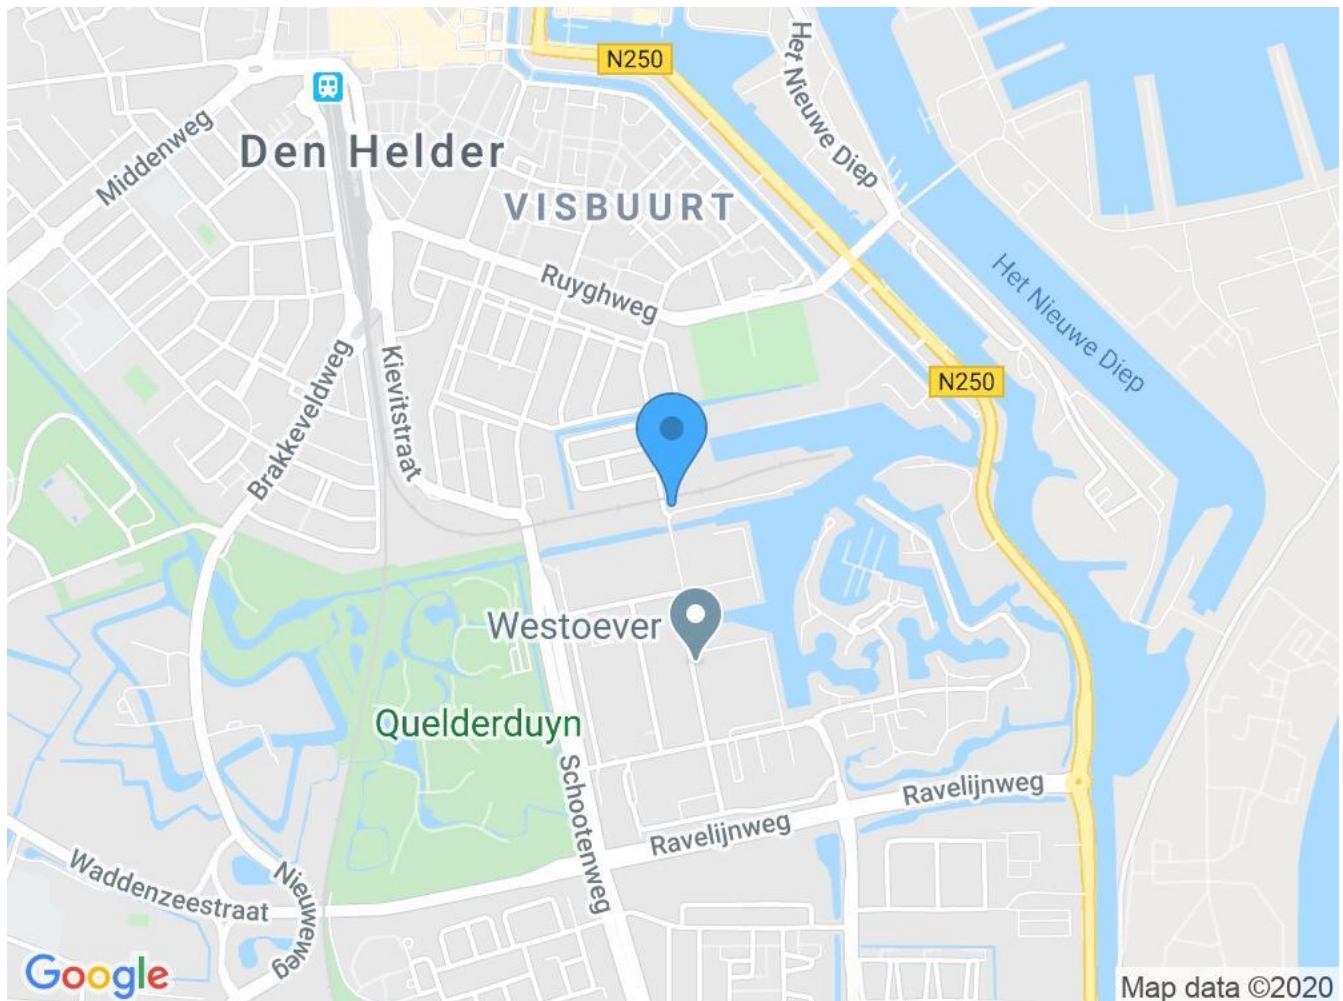 N250
Het Nieuwe Diep
Middenweg
Den Helder
VISBUURT
Ruyghweg
Het Nieuwe Diep
Kievitstraat
Brakkeveldweg
N250
Westoever
Quelderduyn
Schootenweg
Ravelijnweg
Ravelijnweg
Waddenzeestraat
Nieuweweg
Google
Map data ©2020